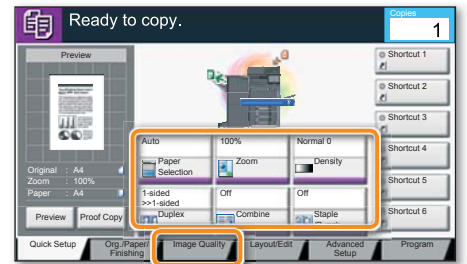 Ready to copy.
Copies
1
Preview
Original : A4
Zoom : 100%
Paper : A4
Preview
Proof Copy
Auto
Paper
Selection
100%
Zoom
Normal 0
Density
1-sided
>>1-sided
Duplex
Off
Combine
Off
Staple
Shortcut 1
Shortcut 2
Shortcut 3
Shortcut 4
Shortcut 5
Shortcut 6
Quick Setup
Org./Paper/
Finishing
Image Quality
Layout/Edit
Advanced
Setup
Program